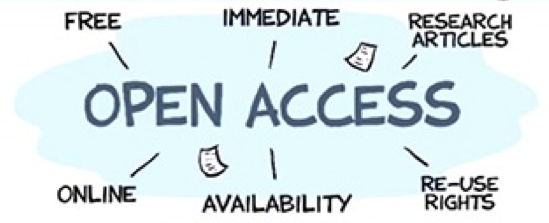 FREE
IMMEDIATE
RESEARCH
ARTICLES
OPEN ACCESS
ONLINE
AVAILABILITY
RE-USE
RIGHTS